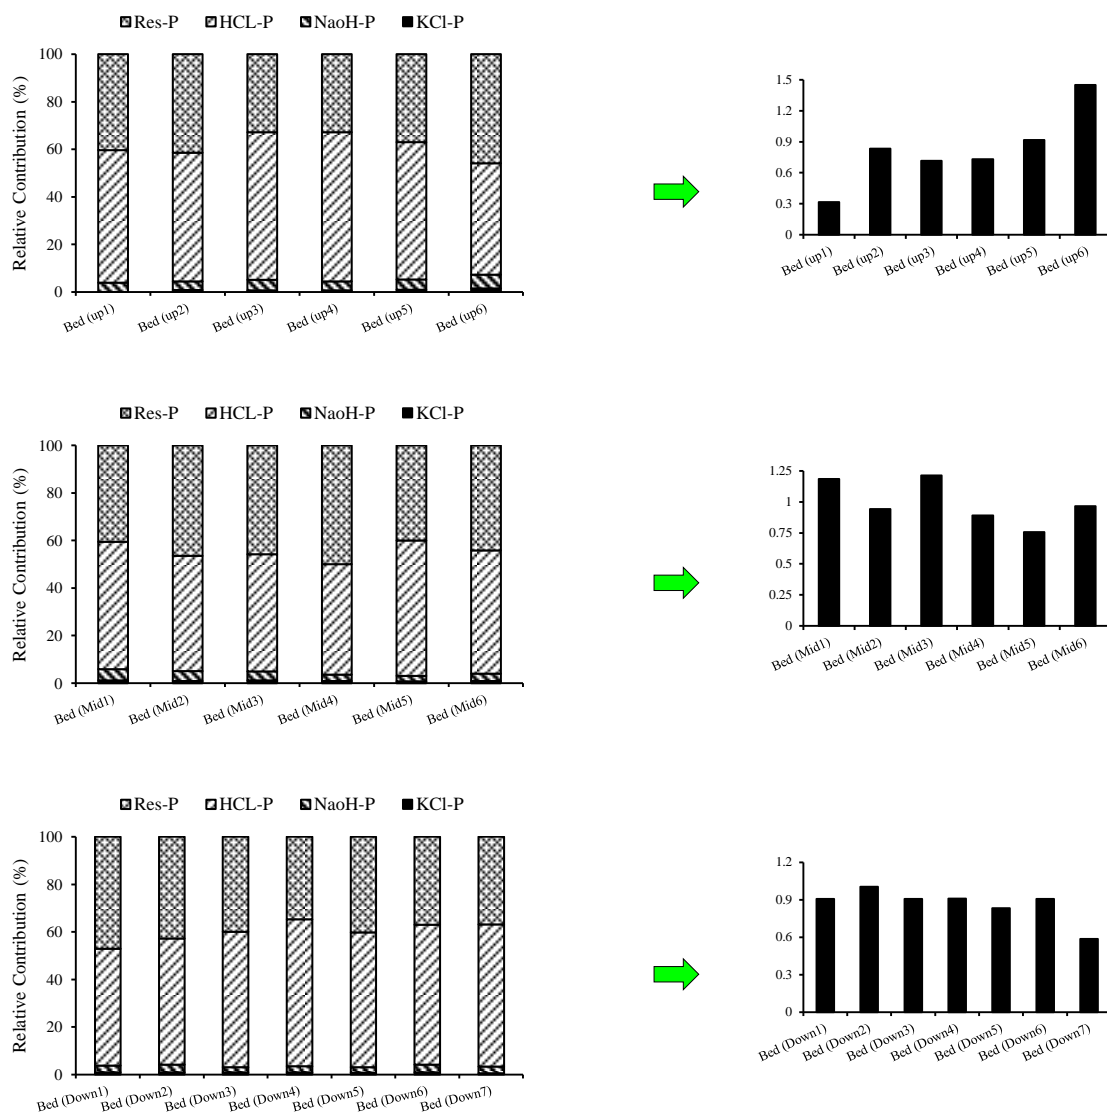 Res-P HCL-P NaoH-P KCl-P
Relative Contribution (%)
100
80
60
40
20
0
Bed (up1) Bed (up2) Bed (up3) Bed (up4) Bed (up5) Bed (up6)
1.5
1.2
0.9
0.6
0.3
0
Bed (up1) Bed (up2) Bed (up3) Bed (up4) Bed (up5) Bed (up6)
Res-P HCL-P NaoH-P KCl-P
Relative Contribution (%)
100
80
60
40
20
0
Bed (Mid1) Bed (Mid2) Bed (Mid3) Bed (Mid4) Bed (Mid5) Bed (Mid6)
1.25
1
0.75
0.5
0.25
0
Bed (Mid1) Bed (Mid2) Bed (Mid3) Bed (Mid4) Bed (Mid5) Bed (Mid6)
Res-P HCL-P NaoH-P KCl-P
Relative Contribution (%)
100
80
60
40
20
0
Bed (Down1) Bed (Down2) Bed (Down3) Bed (Down4) Bed (Down5) Bed (Down6) Bed (Down7)
1.2
0.9
0.6
0.3
0
Bed (Down1) Bed (Down2) Bed (Down3) Bed (Down4) Bed (Down5) Bed (Down6) Bed (Down7)